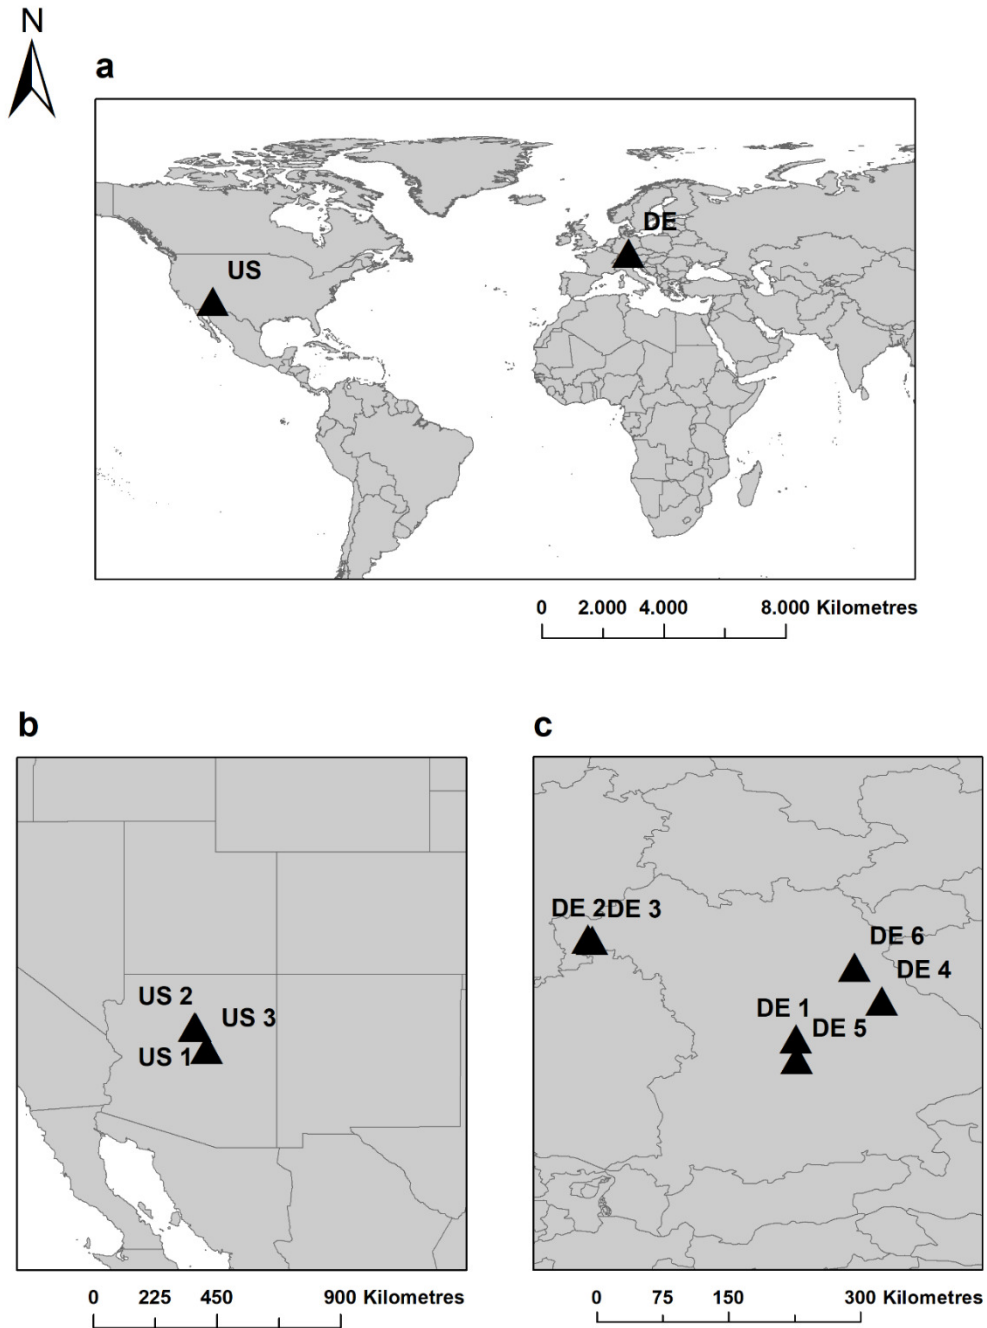 N
a
DE
US
0 2.000 4.000 8.000 Kilometres
b
c
DE 2 DE 3
DE 6
DE 4
US 2
DE 1
US 3
DE 5
US 1
0 225 450 900 Kilometres
0 75 150 300 Kilometres